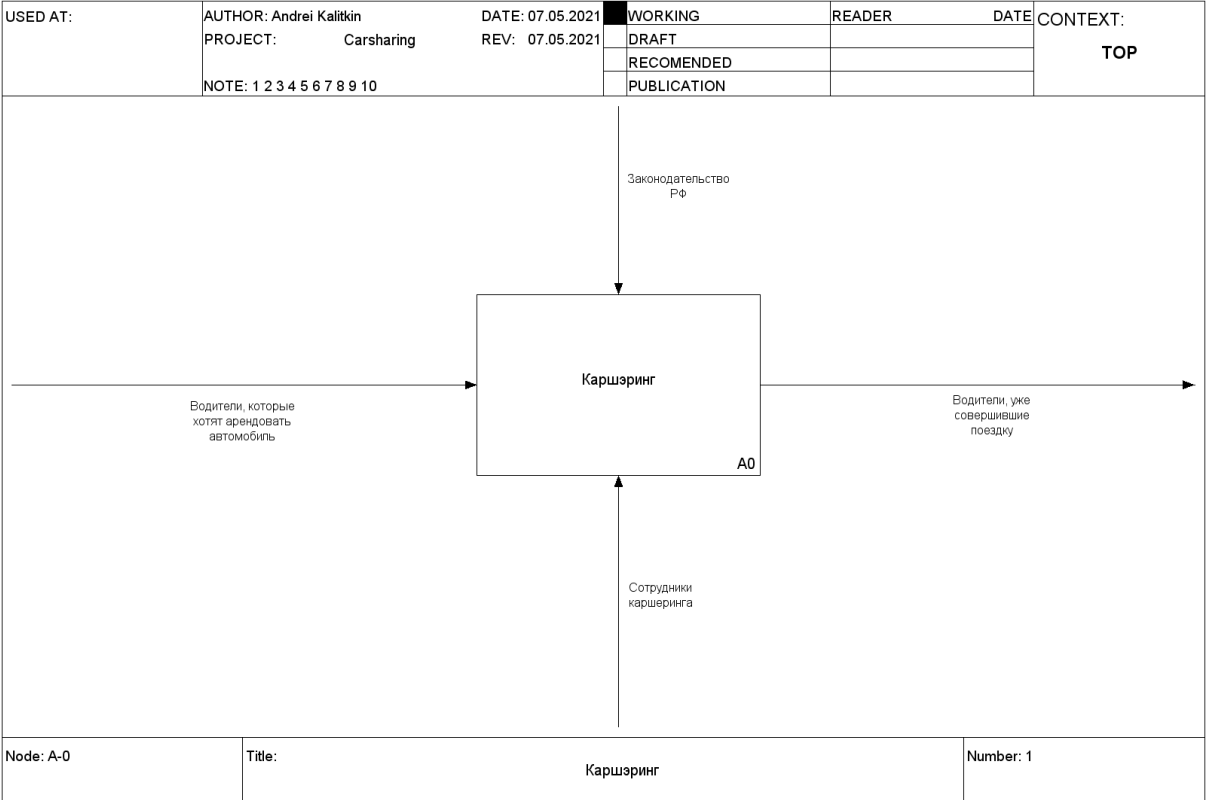 USED AT:
AUTHOR: Andrei Kalitkin
DATE: 07.05.2021
PROJECT: Carsharing
REV: 07.05.2021
NOTE: 1 2 3 4 5 6 7 8 9 10
WORKING
DRAFT
RECOMENDED
PUBLICATION
READER DATE
CONTEXT:
TOP
Законодательство
РФ
Каршэринг
A0
Водители, которые
хотят арендовать
автомобиль
Водители, уже
совершившие
поездку
Сотрудники
каршеринга
Node: A-0
Title:
Каршэринг
Number: 1